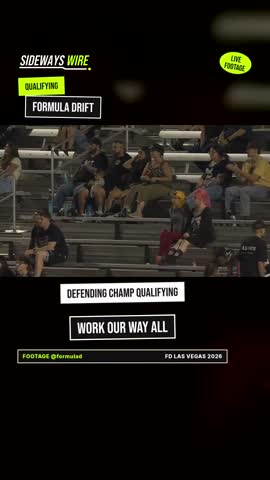 SIDEWAYS WIRE.
LIVE
FOOTAGE
QUALIFYING
FORMULA DRIFT
DEFENDING CHAMP QUALIFYING
WORK OUR WAY ALL
FOOTAGE @formulad
FD LAS VEGAS 2026